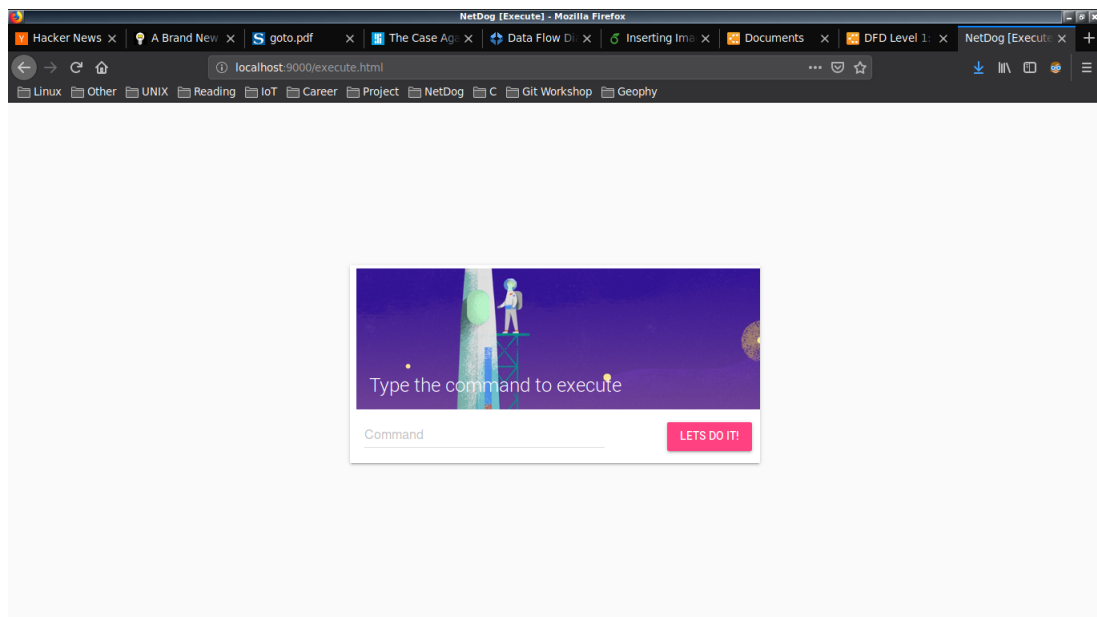 NetDog [Execute] - Mozilla Firefox
Y Hacker News A Brand New S goto.pdf The Case Aga Data Flow Di Inserting Ima Documents DFD Level 1: NetDog [Execute
localhost:9000/execute.html
Linux Other UNIX Reading IoT Career Project NetDog C Git Workshop Geophy
Type the command to execute
Command LETS DO IT!